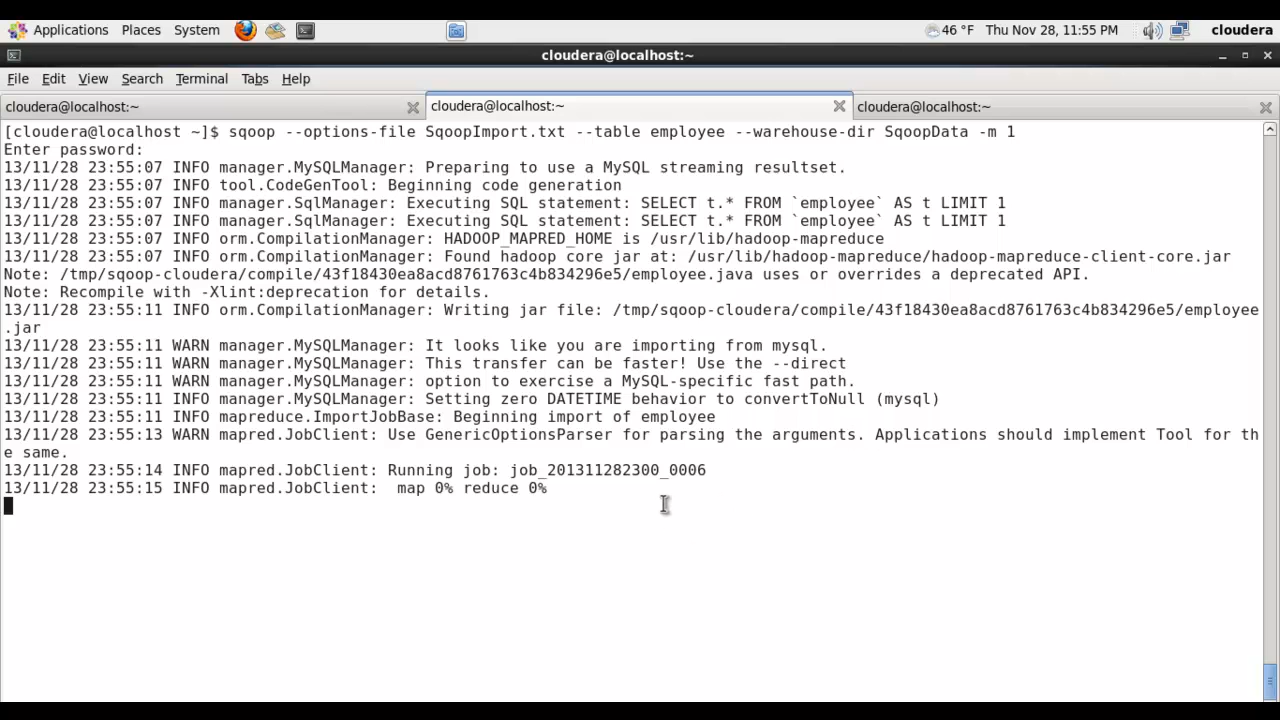 Applications Places System 46 °F Thu Nov 28, 11:55 PM cloudera
cloudera@localhost:~
File Edit View Search Terminal Tabs Help
cloudera@localhost:~ cloudera@localhost:~ cloudera@localhost:~
[cloudera@localhost ~]$ sqoop --options-file SqoopImport.txt --table employee --warehouse-dir SqoopData -m 1
Enter password:
13/11/28 23:55:07 INFO manager.MySQLManager: Preparing to use a MySQL streaming resultset.
13/11/28 23:55:07 INFO tool.CodeGenTool: Beginning code generation
13/11/28 23:55:07 INFO manager.SqlManager: Executing SQL statement: SELECT t.* FROM `employee` AS t LIMIT 1
13/11/28 23:55:07 INFO manager.SqlManager: Executing SQL statement: SELECT t.* FROM `employee` AS t LIMIT 1
13/11/28 23:55:07 INFO orm.CompilationManager: HADOOP_MAPRED_HOME is /usr/lib/hadoop-mapreduce
13/11/28 23:55:07 INFO orm.CompilationManager: Found hadoop core jar at: /usr/lib/hadoop-mapreduce/hadoop-mapreduce-client-core.jar
Note: /tmp/sqoop-cloudera/compile/43f18430ea8acd8761763c4b834296e5/employee.java uses or overrides a deprecated API.
Note: Recompile with -Xlint:deprecation for details.
13/11/28 23:55:11 INFO orm.CompilationManager: Writing jar file: /tmp/sqoop-cloudera/compile/43f18430ea8acd8761763c4b834296e5/employee
.jar
13/11/28 23:55:11 WARN manager.MySQLManager: It looks like you are importing from mysql.
13/11/28 23:55:11 WARN manager.MySQLManager: This transfer can be faster! Use the --direct
13/11/28 23:55:11 WARN manager.MySQLManager: option to exercise a MySQL-specific fast path.
13/11/28 23:55:11 INFO manager.MySQLManager: Setting zero DATETIME behavior to convertToNull (mysql)
13/11/28 23:55:11 INFO mapreduce.ImportJobBase: Beginning import of employee
13/11/28 23:55:13 WARN mapred.JobClient: Use GenericOptionsParser for parsing the arguments. Applications should implement Tool for th
e same.
13/11/28 23:55:14 INFO mapred.JobClient: Running job: job_201311282300_0006
13/11/28 23:55:15 INFO mapred.JobClient:  map 0% reduce 0%